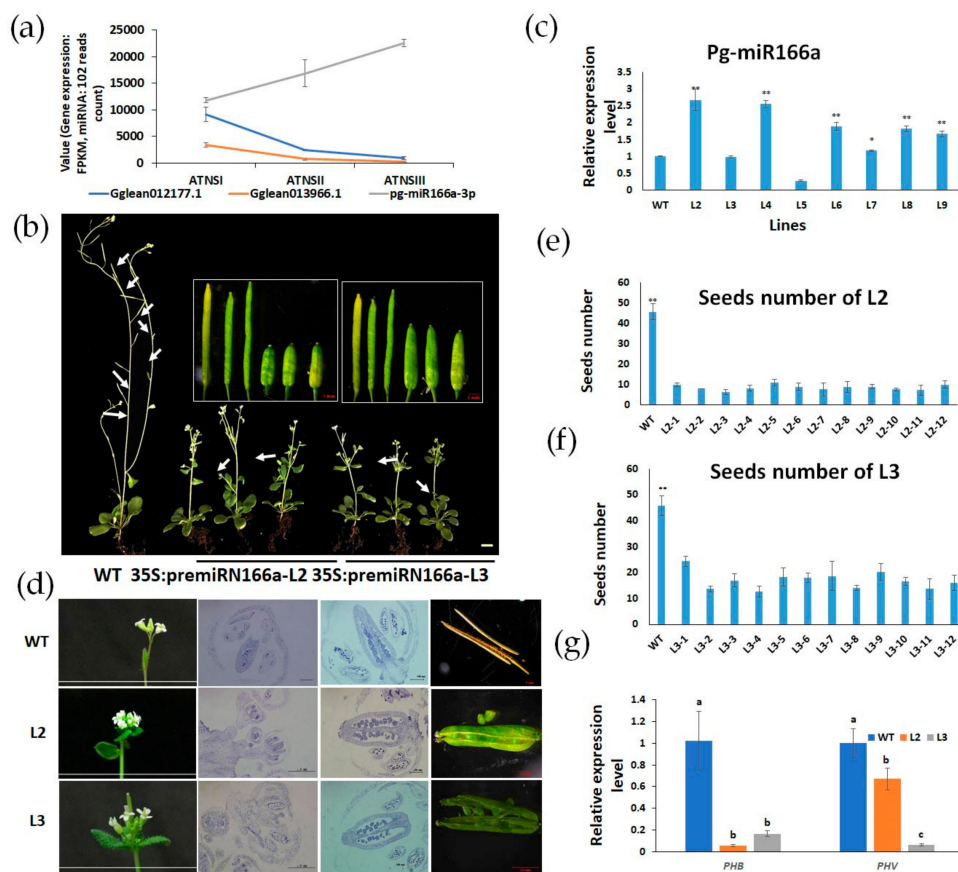 (a)
Value (Gene expression:
FPKM, miRNA: 102 reads
count)
25000
20000
15000
10000
5000
0
ATNSI ATNSII ATNSIII
Gglean012177.1 Gglean013966.1 pg-miR166a-3p
(b)
WT 35S:premiRN166a-L2 35S:premiRN166a-L3
(c)
Pg-miR166a
Relative expression
level
3.5
3
2.5
2
1.5
1
0.5
0
** ** ** * ** **
WT L2 L3 L4 L5 L6 L7 L8 L9
Lines
(d)
WT
L2
L3
(e)
Seeds number of L2
Seeds number
60
50
40
30
20
10
0
**
WT L2-1 L2-2 L2-3 L2-4 L2-5 L2-6 L2-7 L2-8 L2-9 L2-10 L2-11 L2-12
(f)
Seeds number of L3
Seeds number
60
50
40
30
20
10
0
**
WT L3-1 L3-2 L3-3 L3-4 L3-5 L3-6 L3-7 L3-8 L3-9 L3-10 L3-11 L3-12
(g)
Relative expression
level
1.4
1.2
1
0.8
0.6
0.4
0.2
0
WT L2 L3
a b b a b c
PHB PHV